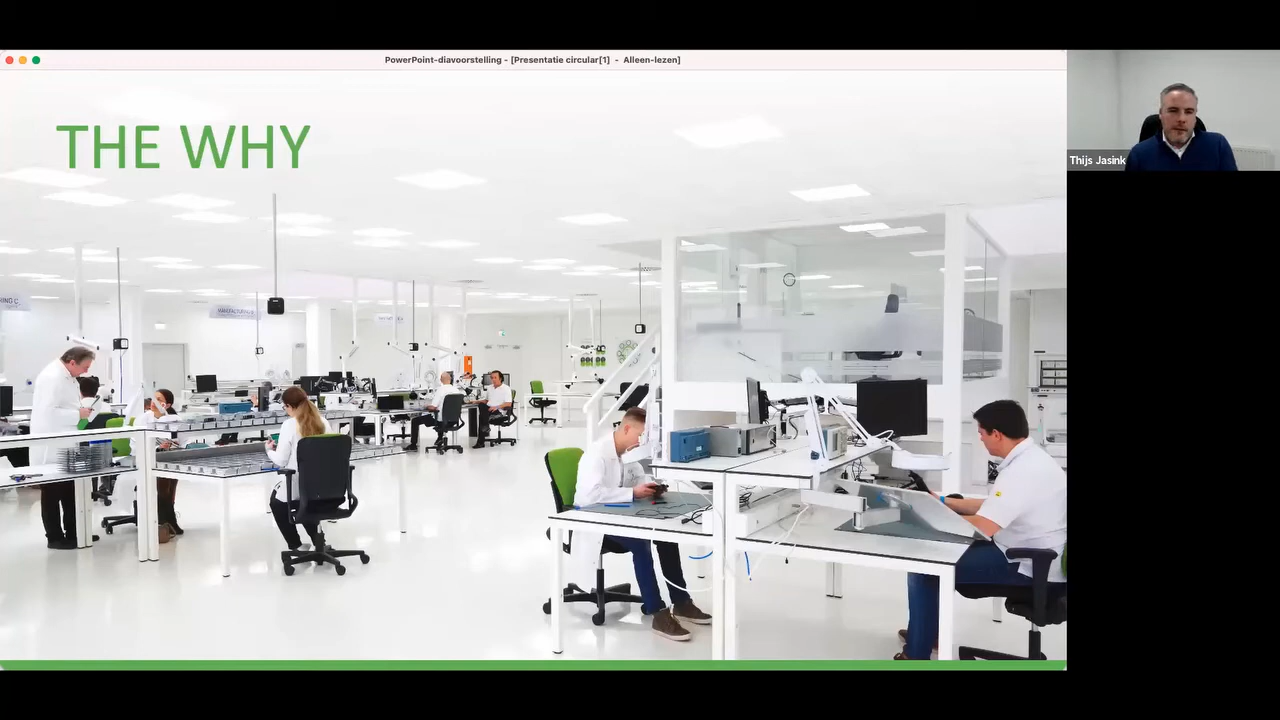 PowerPoint-diavoorstelling - [Presentatie circular[1] - Alleen-lezen]
THE WHY
Thijs Jasink